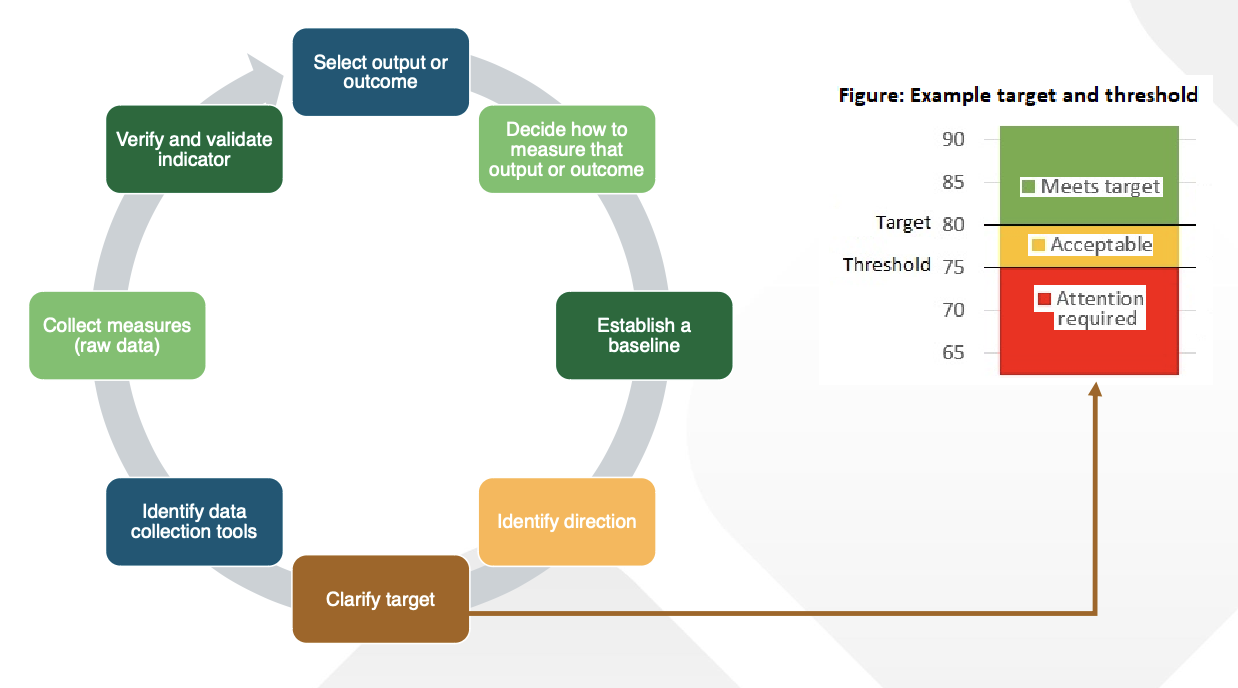 Select output or
outcome
Decide how to
measure that
output or outcome
Establish a
baseline
Identify direction
Clarify target
Identify data
collection tools
Collect measures
(raw data)
Verify and validate
indicator
Figure: Example target and threshold
90
85
Meets target
Target 80
Acceptable
Threshold 75
Attention
required
70
65